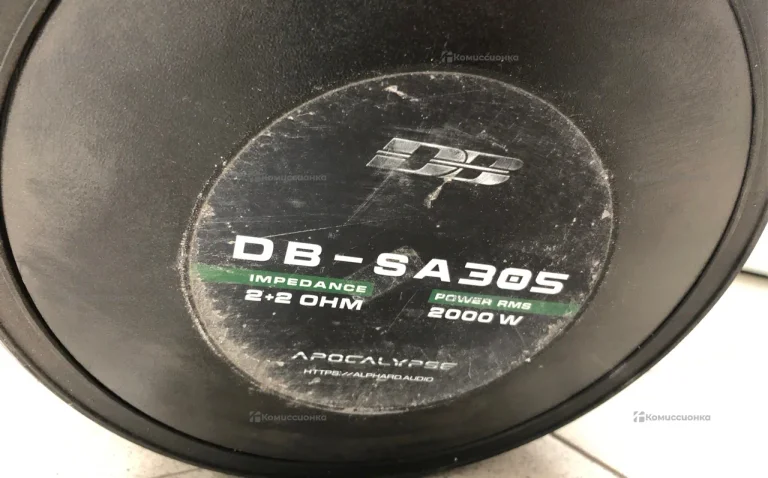 Комиссионка
DB
Комиссионка
DB-SA305
IMPEDANCE
2+2 OHM
POWER RMS
2000 W
APOCALYPSE
HTTPS://ALPHARD.AUDIO
Комиссионка
Комиссионка